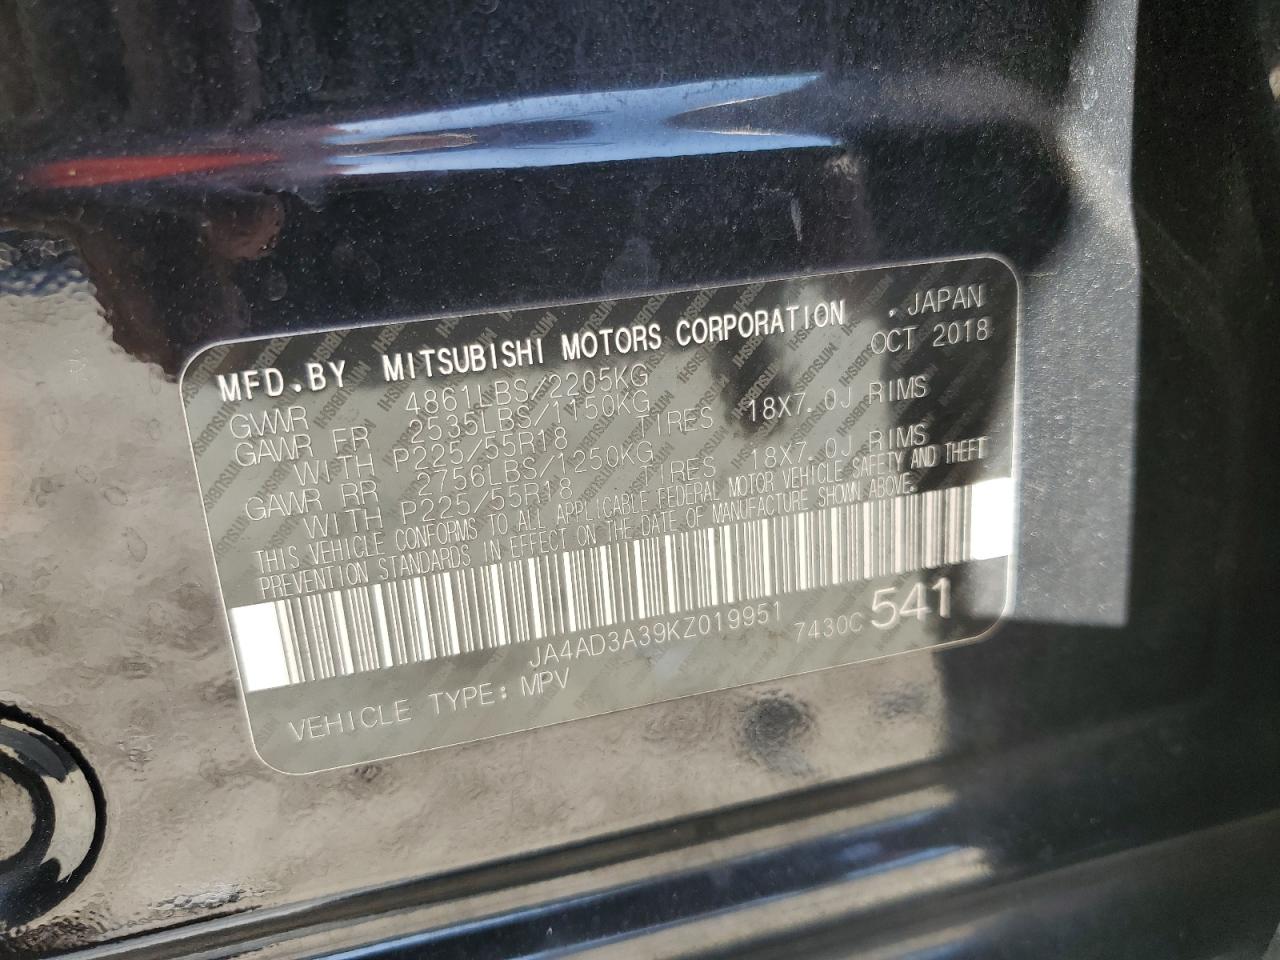 MFD.BY MITSUBISHI MOTORS CORPORATION .JAPAN
OCT 2018
GVWR 4861LBS/2205KG
GAWR FR 2535LBS/1150KG
WITH P225/55R18 TIRES 18X7.0J RIMS
GAWR RR 2756LBS/1250KG
WITH P225/55R18 TIRES 18X7.0J RIMS
THIS VEHICLE CONFORMS TO ALL APPLICABLE FEDERAL MOTOR VEHICLE SAFETY AND THEFT
PREVENTION STANDARDS IN EFFECT ON THE DATE OF MANUFACTURE SHOWN ABOVE.
JA4AD3A39KZ019951 7430C 541
VEHICLE TYPE: MPV